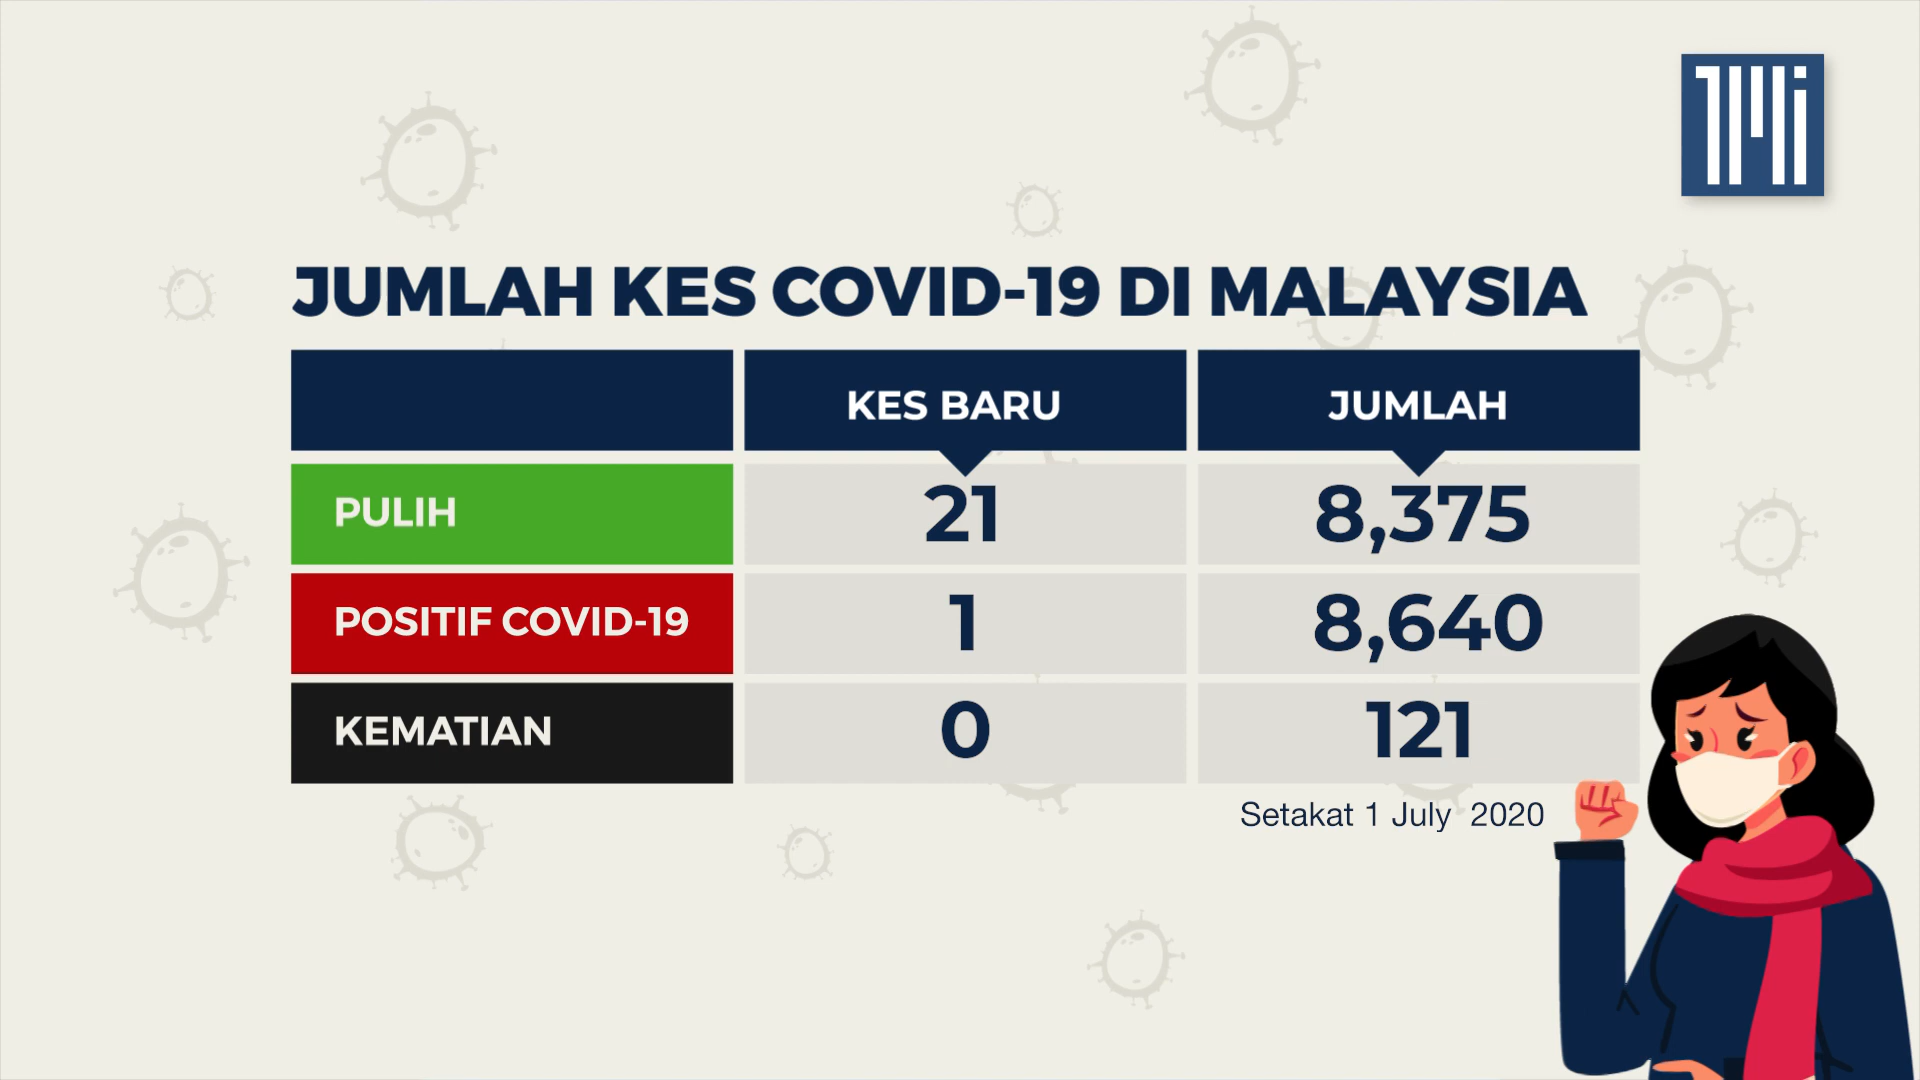 1Mi
JUMLAH KES COVID-19 DI MALAYSIA
KES BARU JUMLAH
PULIH 21 8,375
POSITIF COVID-19 1 8,640
KEMATIAN 0 121
Setakat 1 July 2020